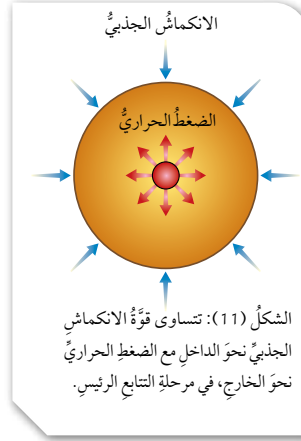 الانكماشُ الجذبيُّ
الضغطُ الحراريُّ
الشكلُ (11): تتساوى قوَّةُ الانكماشِ
الجذبيِّ نحوَ الداخلِ مع الضغطِ الحراريِّ
نحوَ الخارجِ، في مرحلةِ التتابعِ الرئيسِ.